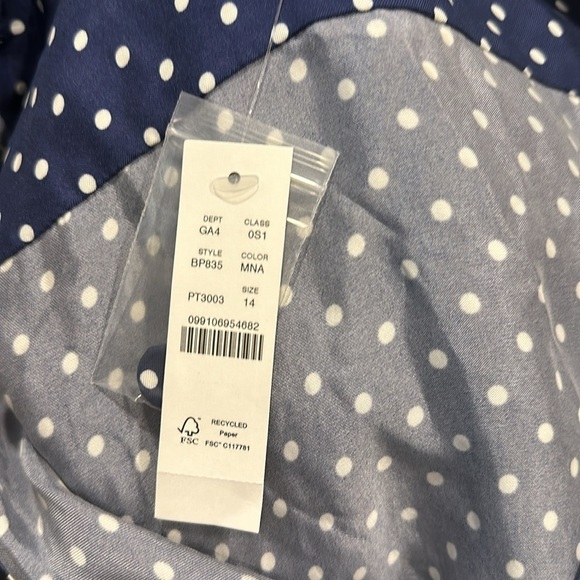 DEPT CLASS
GA4 0S1
STYLE COLOR
BP835 MNA
SIZE
PT3003 14
099106954682
RECYCLED
Paper
FSC FSC® C117781